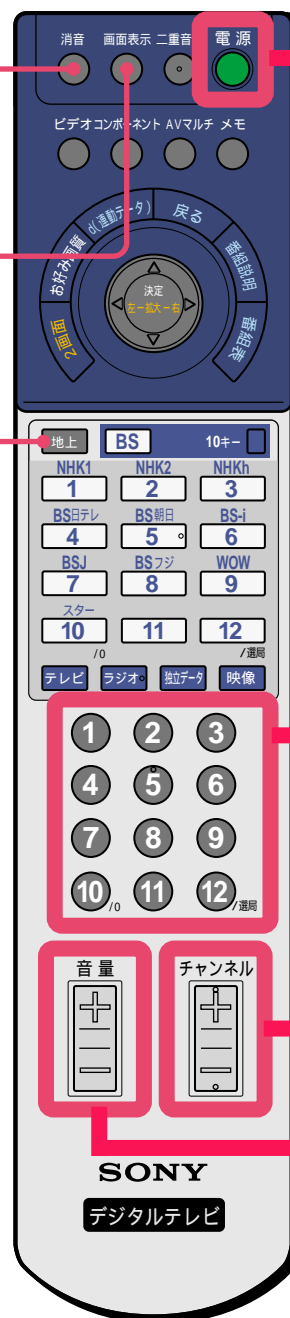 消音 画面表示 二重音 電源
ビデオ コンポーネント AVマルチ メモ
お好み画質 d(連動データ) 戻る 番組説明
2画面 番組表
決定
左－拡大－右
地上 BS 10キー
NHK1 NHK2 NHKh
1 2 3
BS日テレ BS朝日 BS-i
4 5 6
BSJ BSフジ WOW
7 8 9
スター
10 11 12
/0 /選局
テレビ ラジオ 独立データ 映像
1 2 3
4 5 6
7 8 9
10/0 11 12/選局
音量 チャンネル
SONY
デジタルテレビ